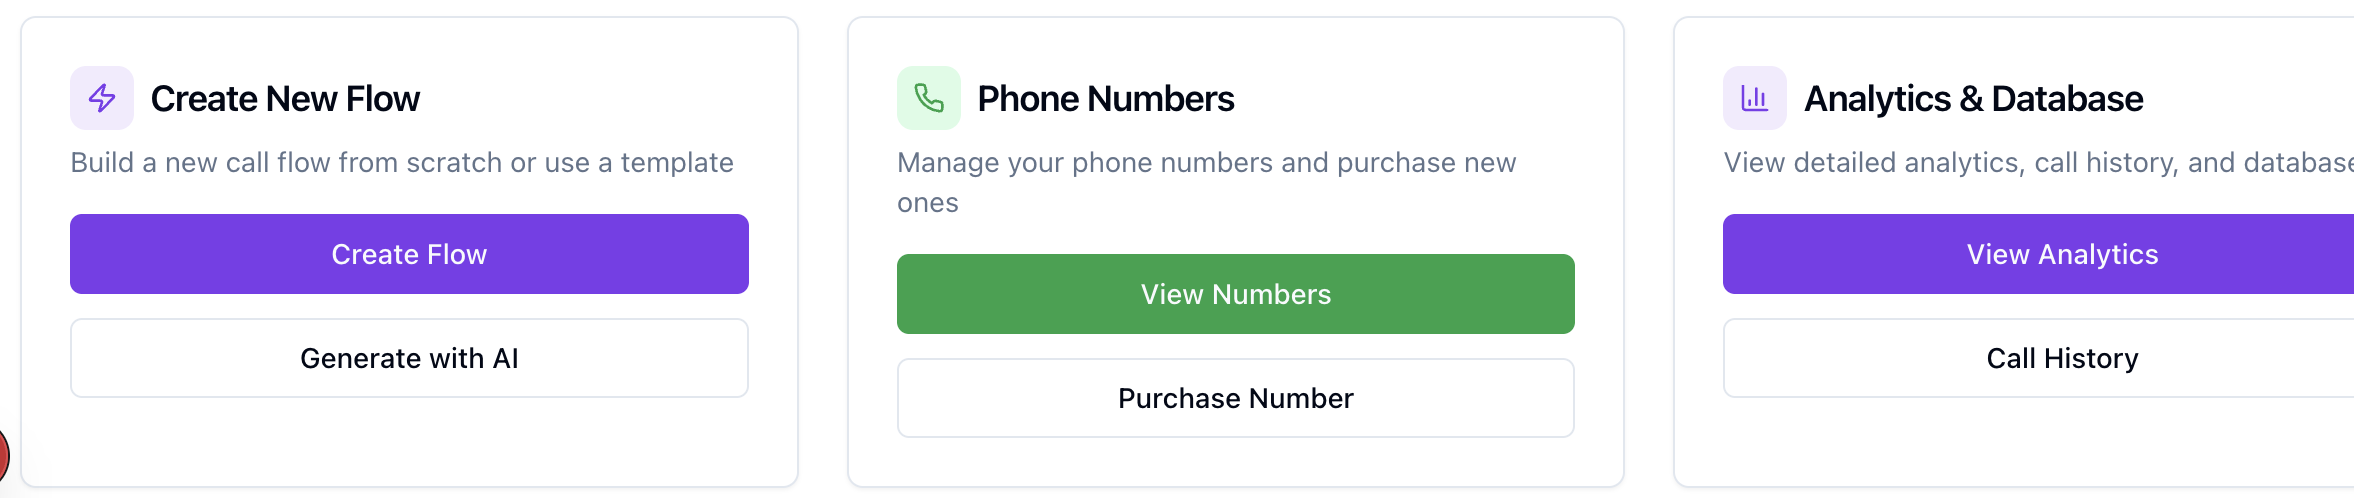 Create New Flow
Build a new call flow from scratch or use a template
Create Flow
Generate with AI
Phone Numbers
Manage your phone numbers and purchase new
ones
View Numbers
Purchase Number
Analytics & Database
View detailed analytics, call history, and database
View Analytics
Call History